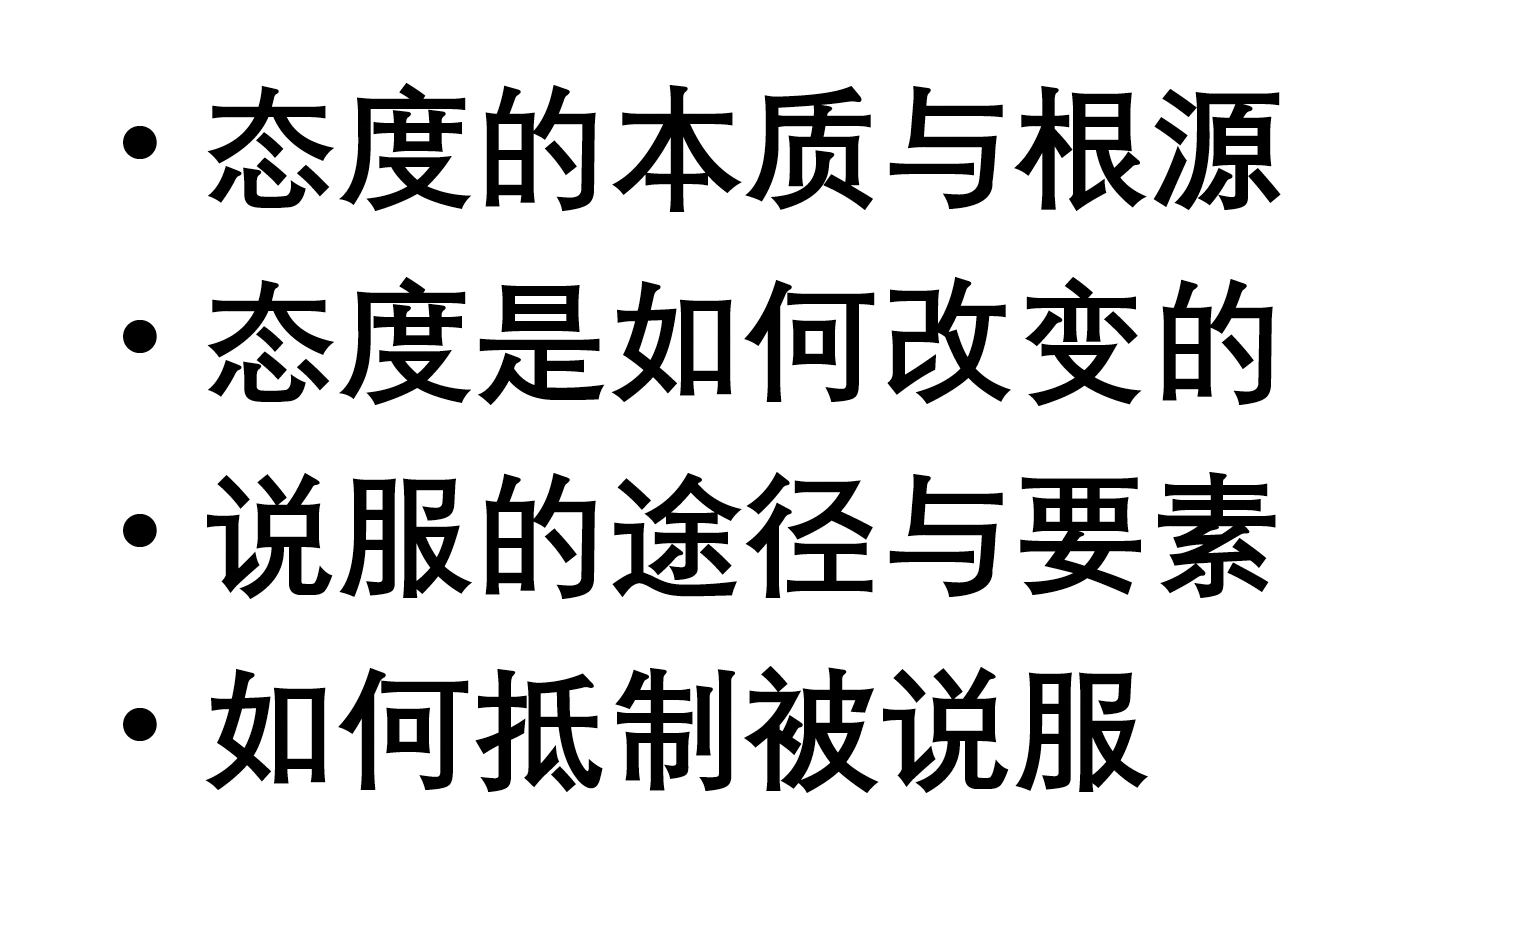 • 态度的本质与根源
• 态度是如何改变的
• 说服的途径与要素
• 如何抵制被说服